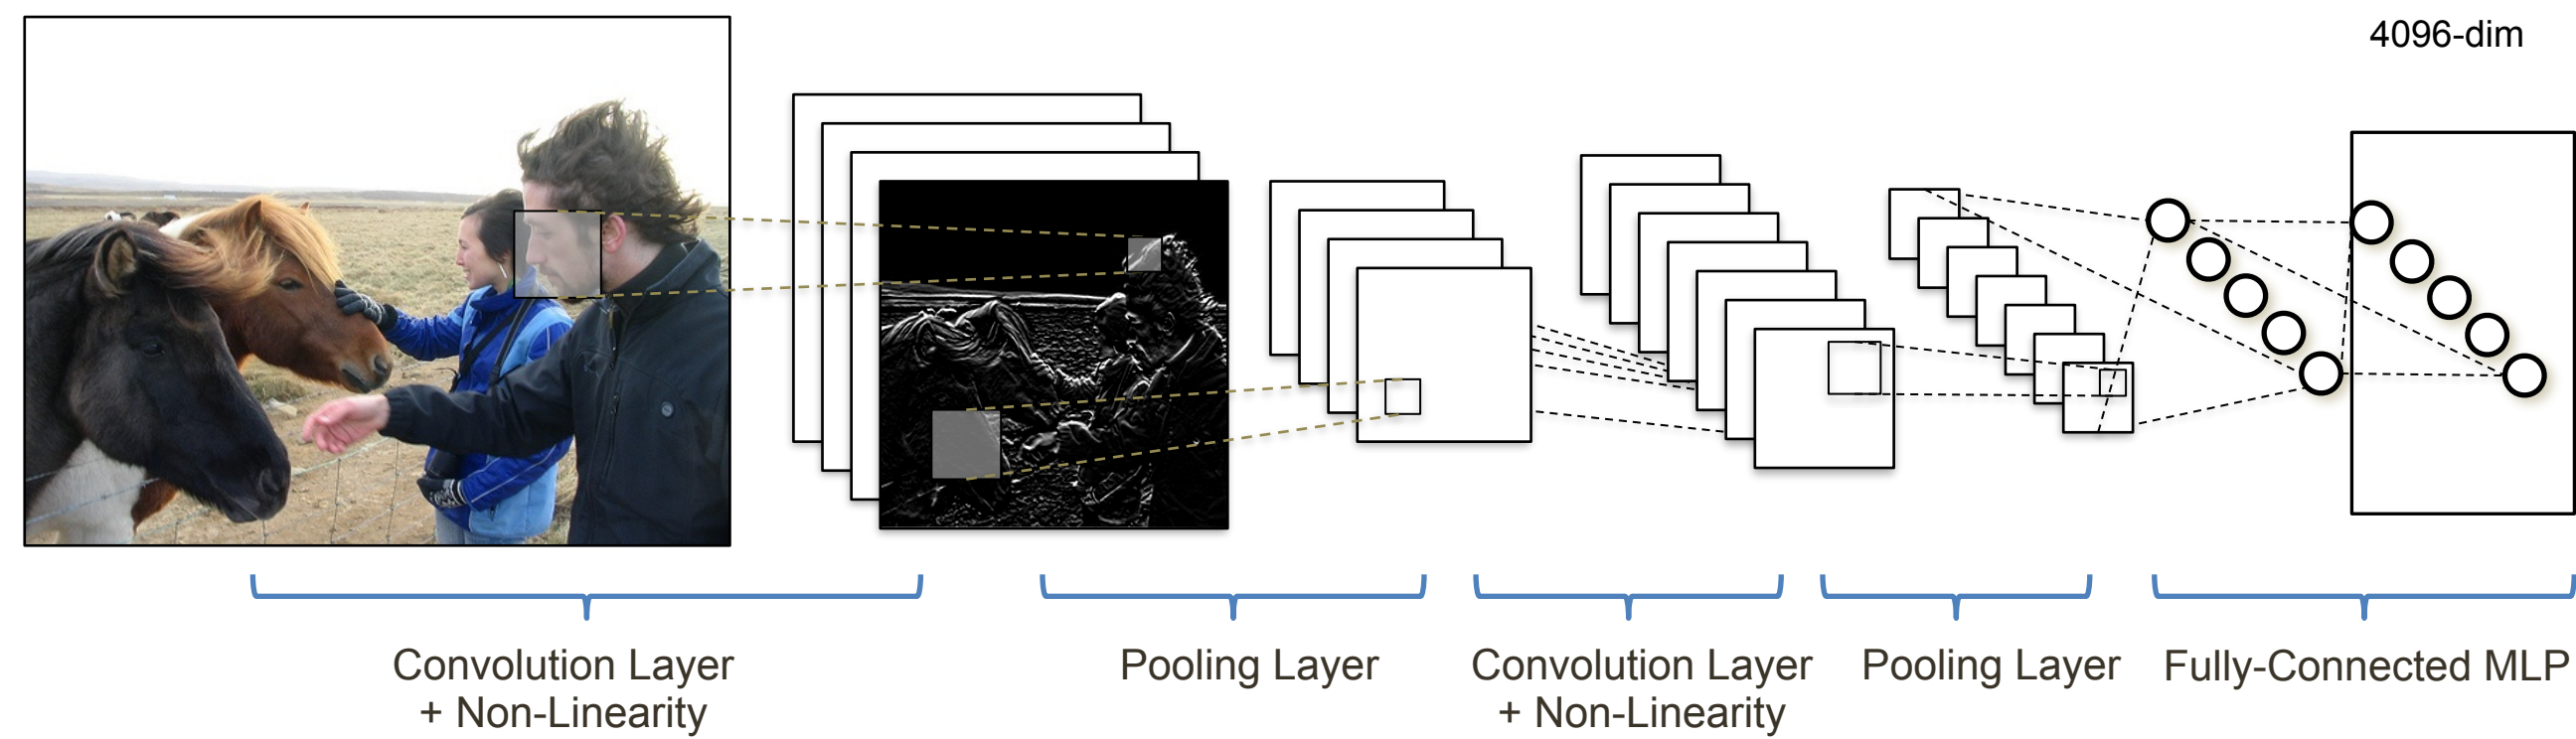 4096-dim
Convolution Layer
+ Non-Linearity
Pooling Layer
Convolution Layer
+ Non-Linearity
Pooling Layer
Fully-Connected MLP